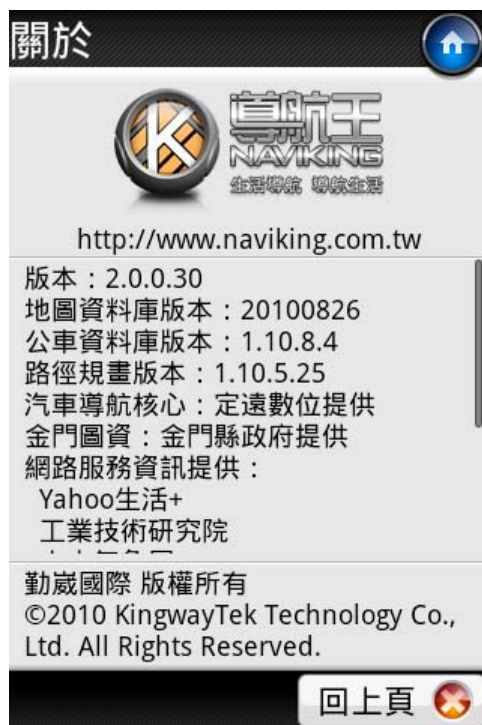 關於
導航王
NAVIKING
生活導航 導航生活
http://www.naviking.com.tw
版本：2.0.0.30
地圖資料庫版本：20100826
公車資料庫版本：1.10.8.4
路徑規畫版本：1.10.5.25
汽車導航核心：定遠數位提供
金門圖資：金門縣政府提供
網路服務資訊提供：
Yahoo生活+
工業技術研究院
勤崴國際 版權所有
©2010 KingwayTek Technology Co.,
Ltd. All Rights Reserved.
回上頁